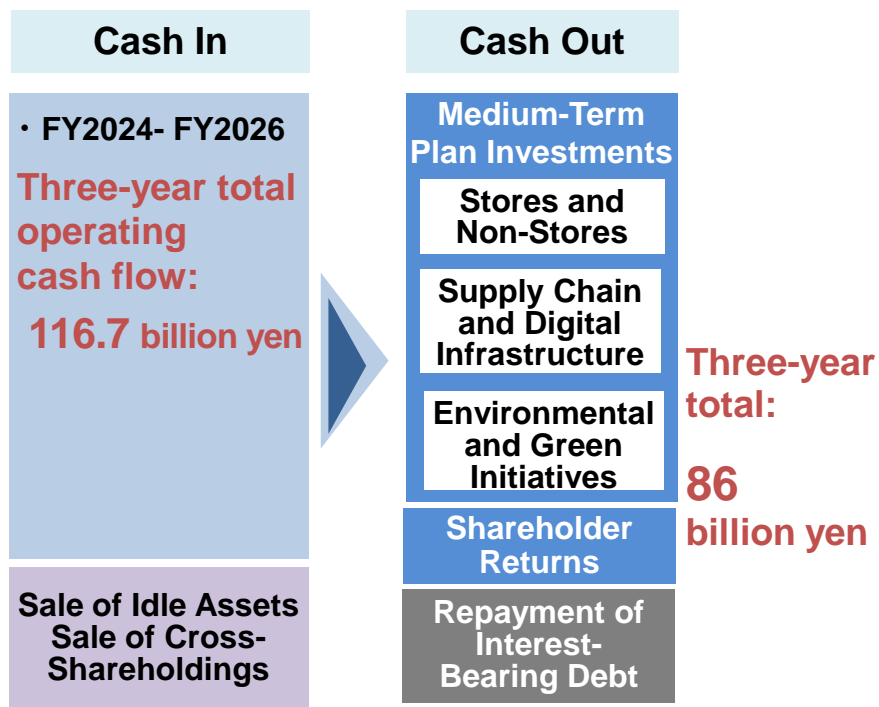 Cash In
・FY2024- FY2026
Three-year total
operating
cash flow:
116.7 billion yen
Sale of Idle Assets
Sale of Cross-
Shareholdings
Cash Out
Medium-Term
Plan Investments
Stores and
Non-Stores
Supply Chain
and Digital
Infrastructure
Environmental
and Green
Initiatives
Shareholder
Returns
Repayment of
Interest-
Bearing Debt
Three-year
total:
86
billion yen